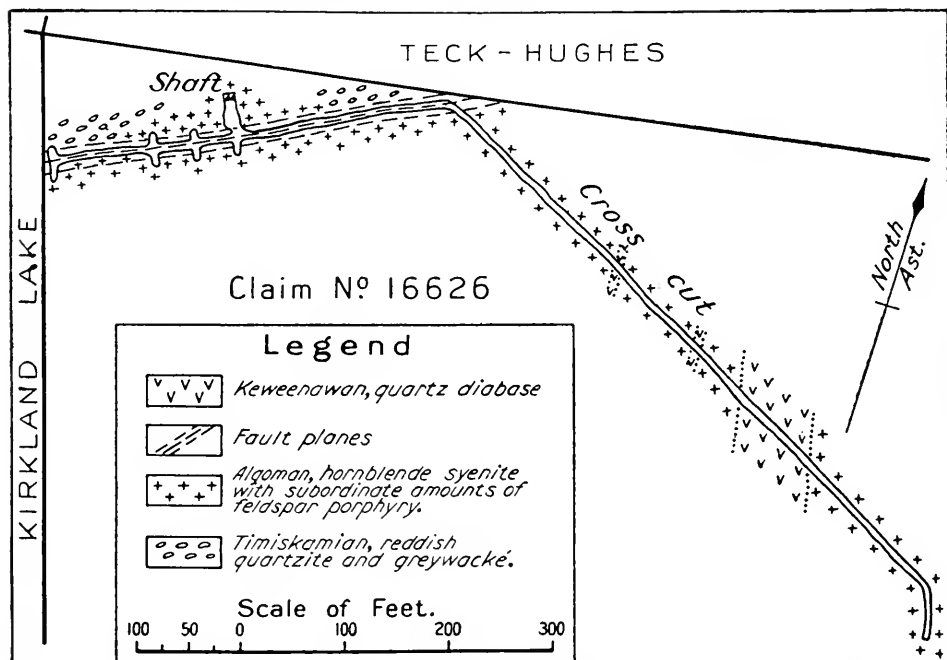 TECK-HUGHES
Shaft
KIRKLAND LAKE
Cross
cut
North
Ast.
Claim Nº 16626
Legend
Keweenawan, quartz diabase
Fault planes
Algoman, hornblende syenite
with subordinate amounts of
feldspar porphyry.
Timiskamian, reddish
quartzite and greywacké.
Scale of Feet.
100 50 0 100 200 300